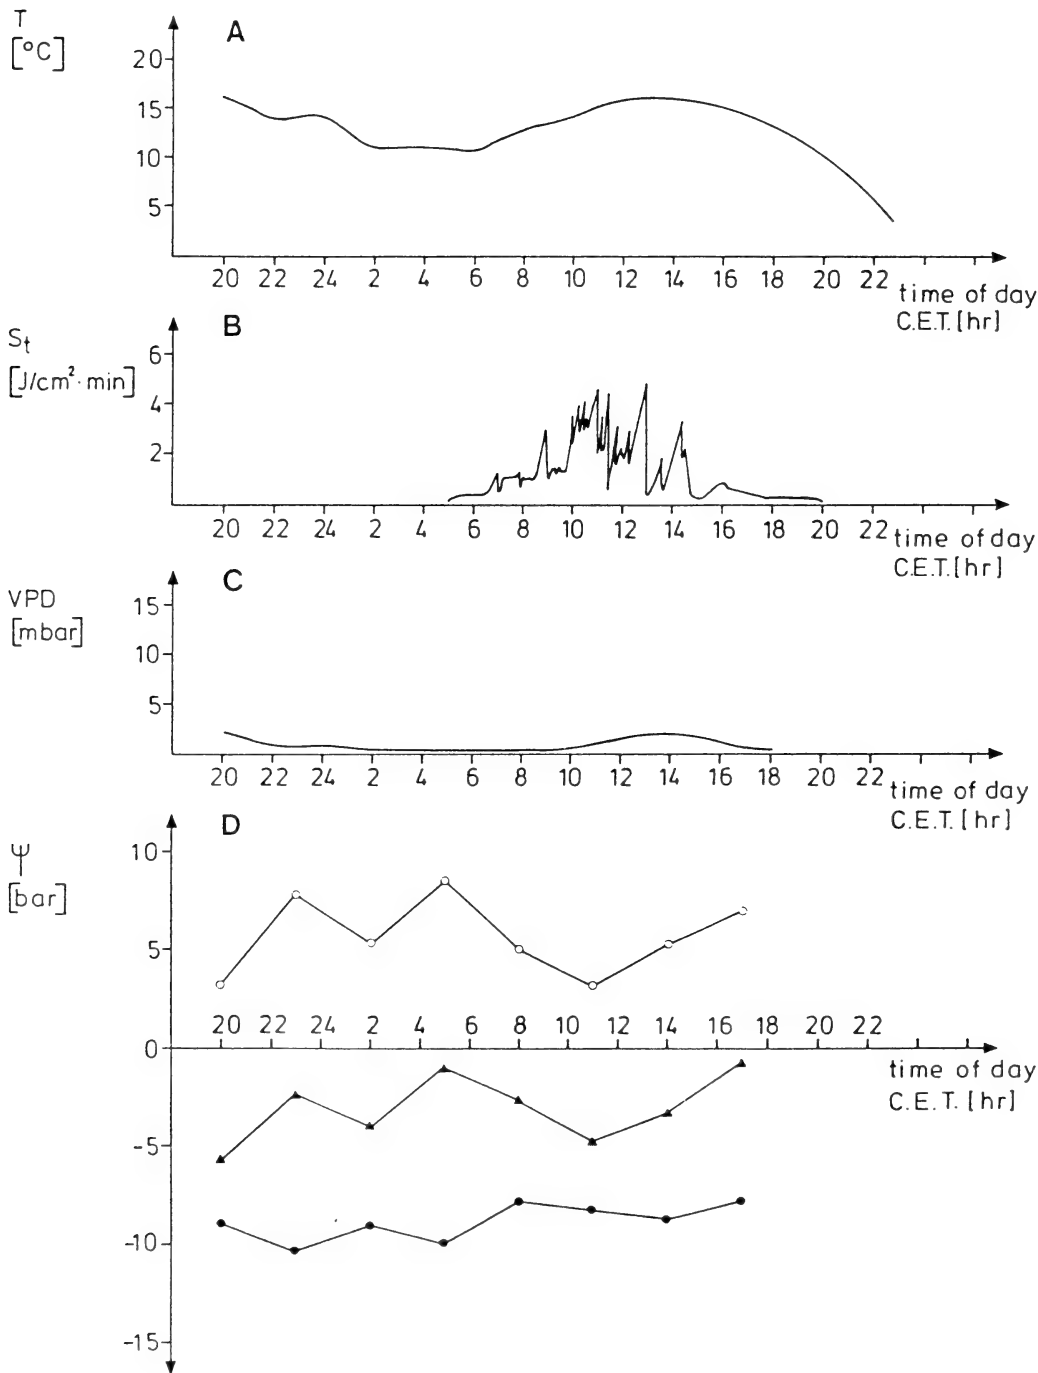 T
[°C]
A
20
15
10
5
20 22 24 2 4 6 8 10 12 14 16 18 20 22
time of day
C.E.T. [hr]
St
[J/cm²·min]
B
6
4
2
20 22 24 2 4 6 8 10 12 14 16 18 20 22
time of day
C.E.T. [hr]
VPD
[mbar]
C
15
10
5
20 22 24 2 4 6 8 10 12 14 16 18 20 22
time of day
C.E.T. [hr]
Ψ
[bar]
D
10
5
20 22 24 2 4 6 8 10 12 14 16 18 20 22
0
time of day
C.E.T. [hr]
-5
-10
-15